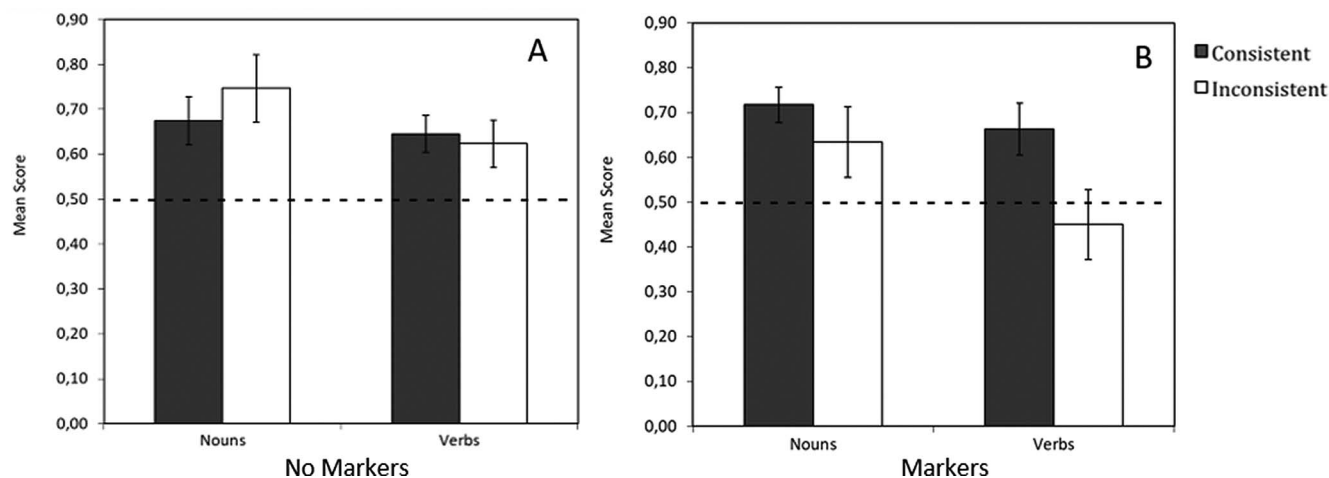 A
Mean Score
0,90
0,80
0,70
0,60
0,50
0,40
0,30
0,20
0,10
0,00
Nouns
Verbs
No Markers
B
Mean Score
0,90
0,80
0,70
0,60
0,50
0,40
0,30
0,20
0,10
0,00
Nouns
Verbs
Markers
Consistent
Inconsistent